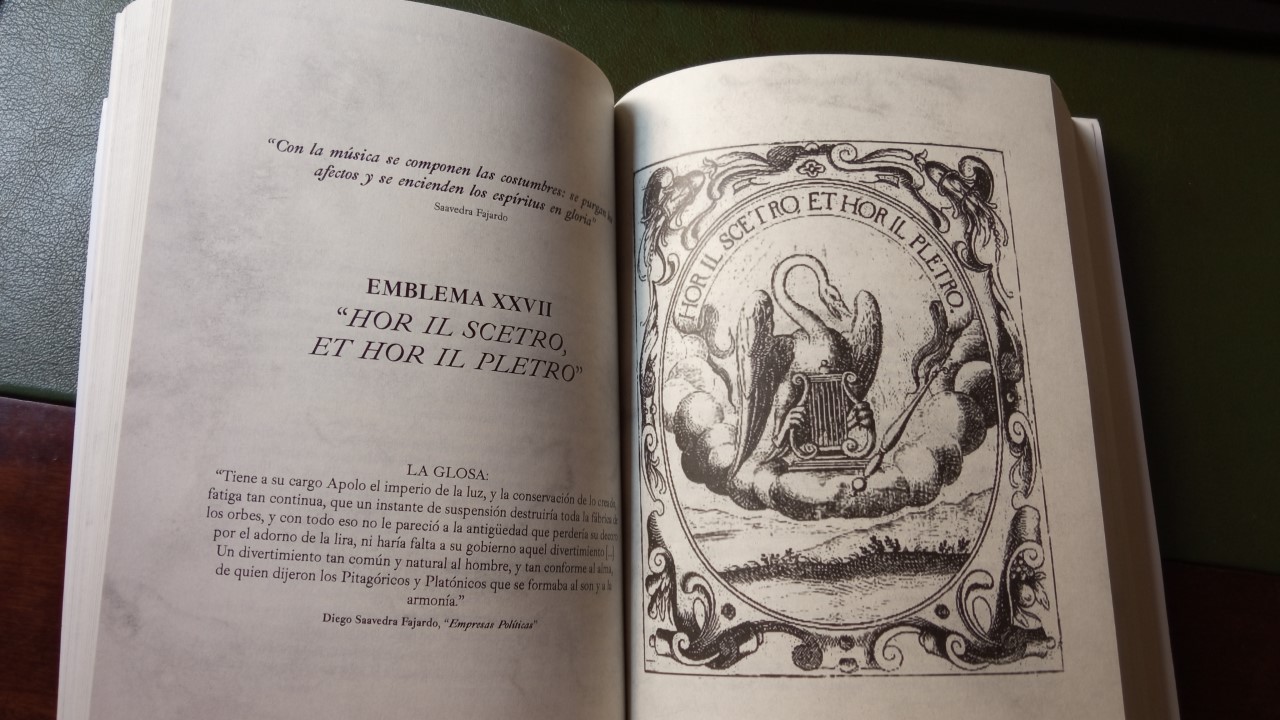 “Con la música se componen las costumbres: se purgan los
afectos y se encienden los espíritus en gloria”
Saavedra Fajardo
EMBLEMA XXVII
“HOR IL SCETRO,
ET HOR IL PLETRO”
LA GLOSA:
“Tiene a su cargo Apolo el imperio de la luz, y la conservación de lo creado,
fatiga tan continua, que un instante de suspensión destruiría toda la fábrica de
los orbes, y con todo eso no le pareció a la antigüedad que perdería su decoro
por el adorno de la lira, ni haría falta a su gobierno aquel divertimiento [...]
Un divertimiento tan común y natural al hombre, y tan conforme al alma,
de quien dijeron los Pitagóricos y Platónicos que se formaba al son y a la
armonía.”
Diego Saavedra Fajardo, “Empresas Políticas”
HOR IL SCETRO, ET HOR IL PLETRO,